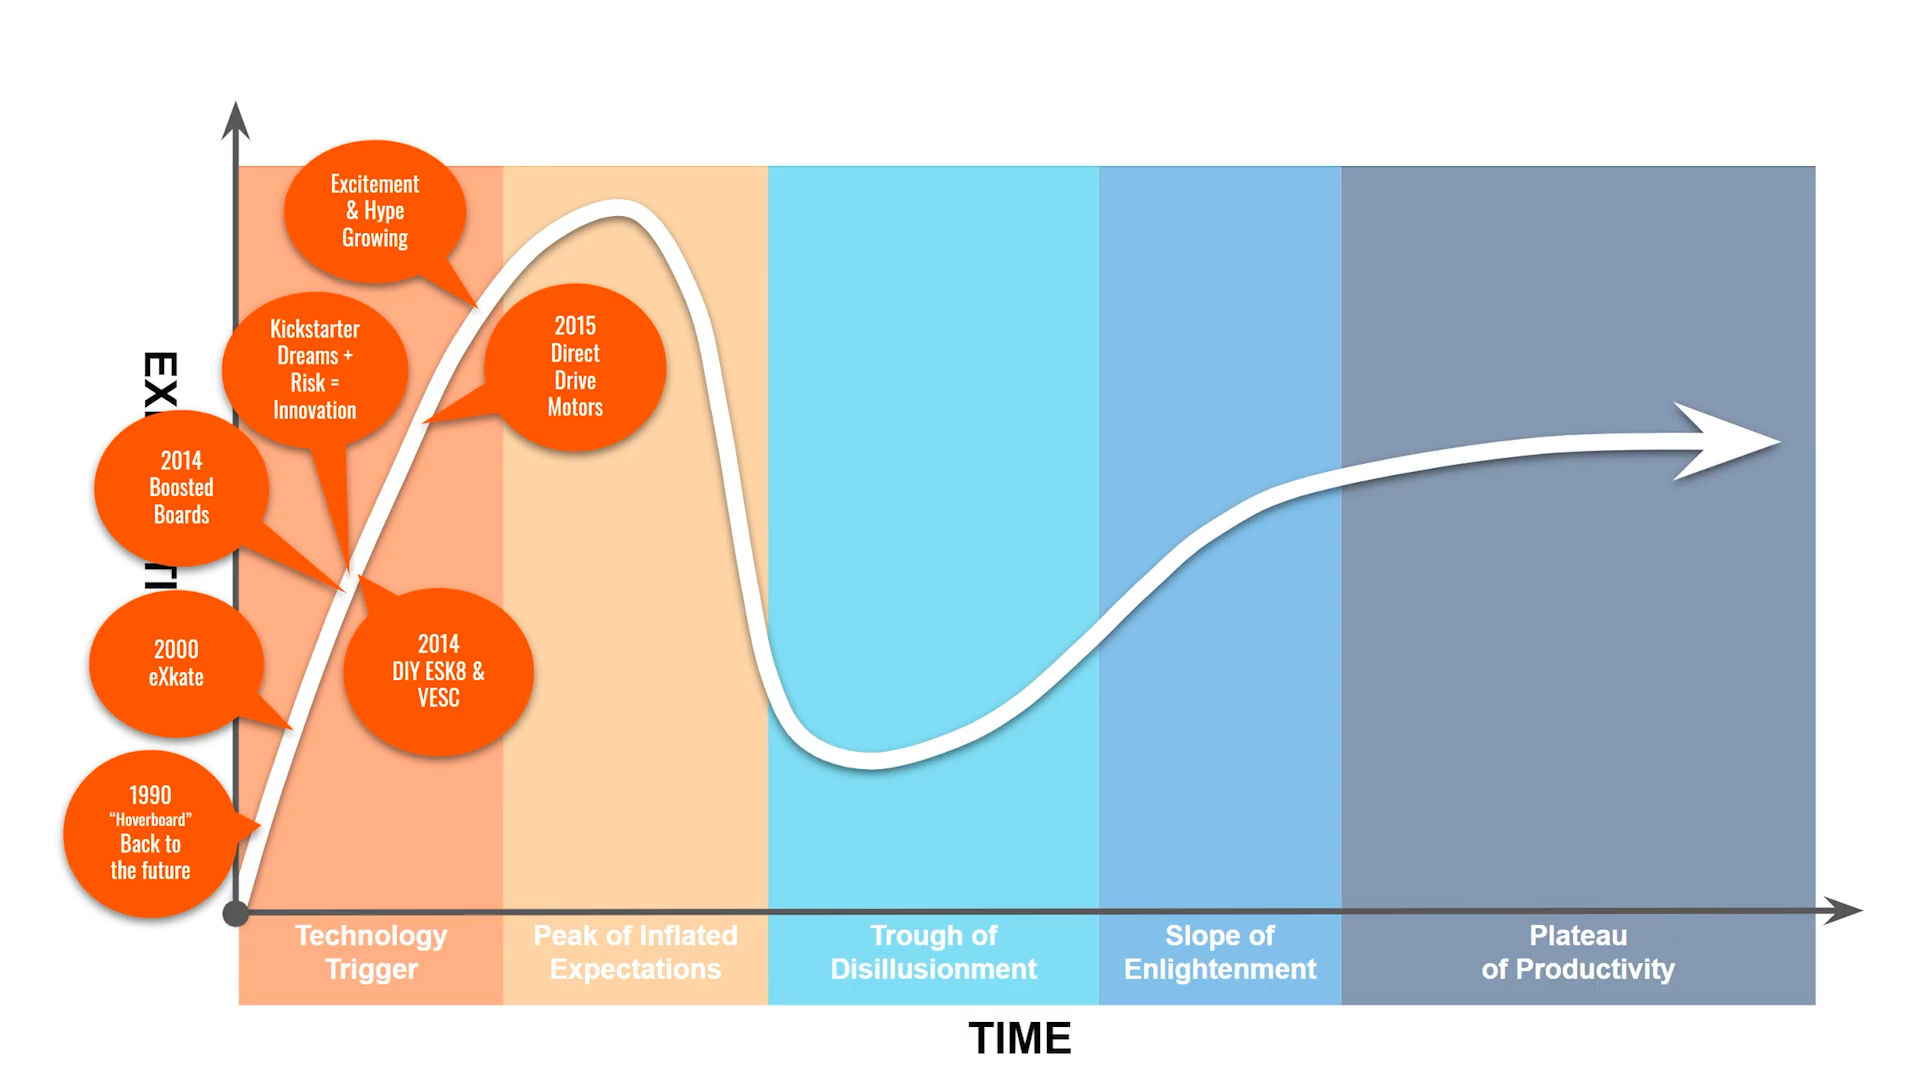 Excitement
& Hype
Growing
Kickstarter
Dreams +
Risk =
Innovation
2015
Direct
Drive
Motors
2014
Boosted
Boards
2000
eXkate
2014
DIY ESK8 &
VESC
1990
“Hoverboard”
Back to
the future
Technology
Trigger
Peak of Inflated
Expectations
Trough of
Disillusionment
Slope of
Enlightenment
Plateau
of Productivity
TIME